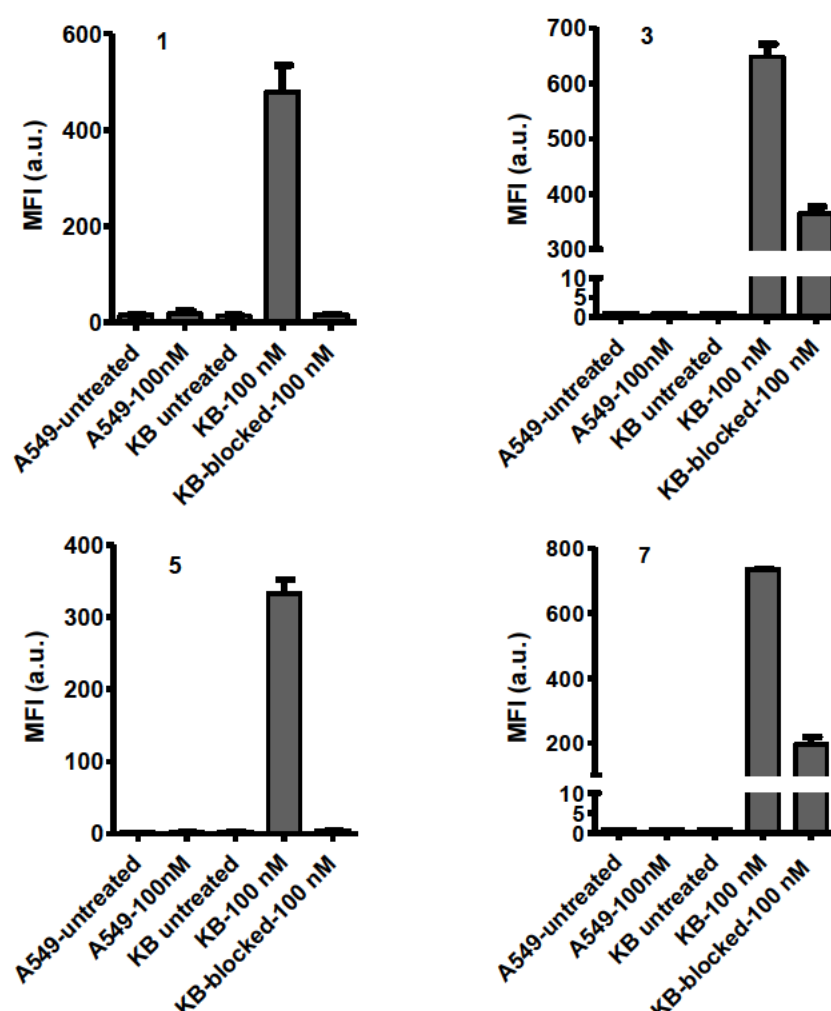 1
MFI (a.u.)
600
400
200
0
A549-untreated
A549-100nM
KB untreated
KB-100 nM
KB-blocked-100 nM
3
MFI (a.u.)
700
600
500
400
300
10
5
0
A549-untreated
A549-100nM
KB untreated
KB-100 nM
KB-blocked-100 nM
5
MFI (a.u.)
400
300
200
100
0
A549-untreated
A549-100nM
KB untreated
KB-100 nM
KB-blocked-100 nM
7
MFI (a.u.)
800
600
400
200
10
5
0
A549-untreated
A549-100nM
KB untreated
KB-100 nM
KB-blocked-100 nM